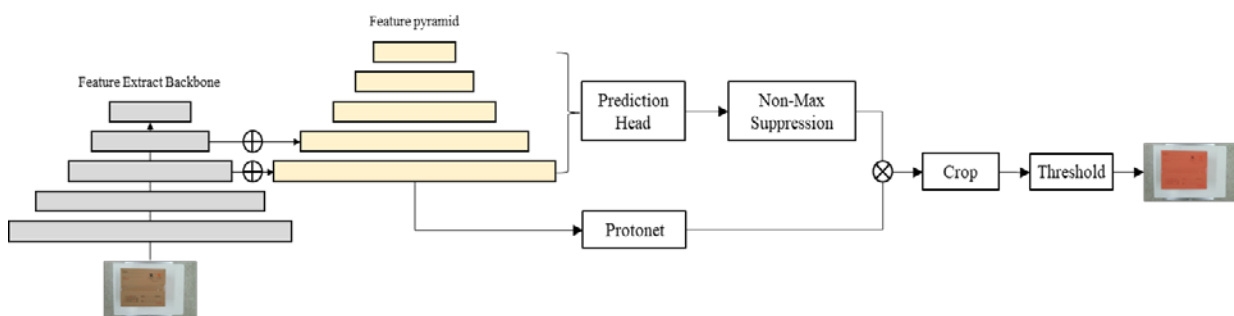 Feature pyramid
Feature Extract Backbone
Prediction
Head
Non-Max
Suppression
Crop
Threshold
Protonet